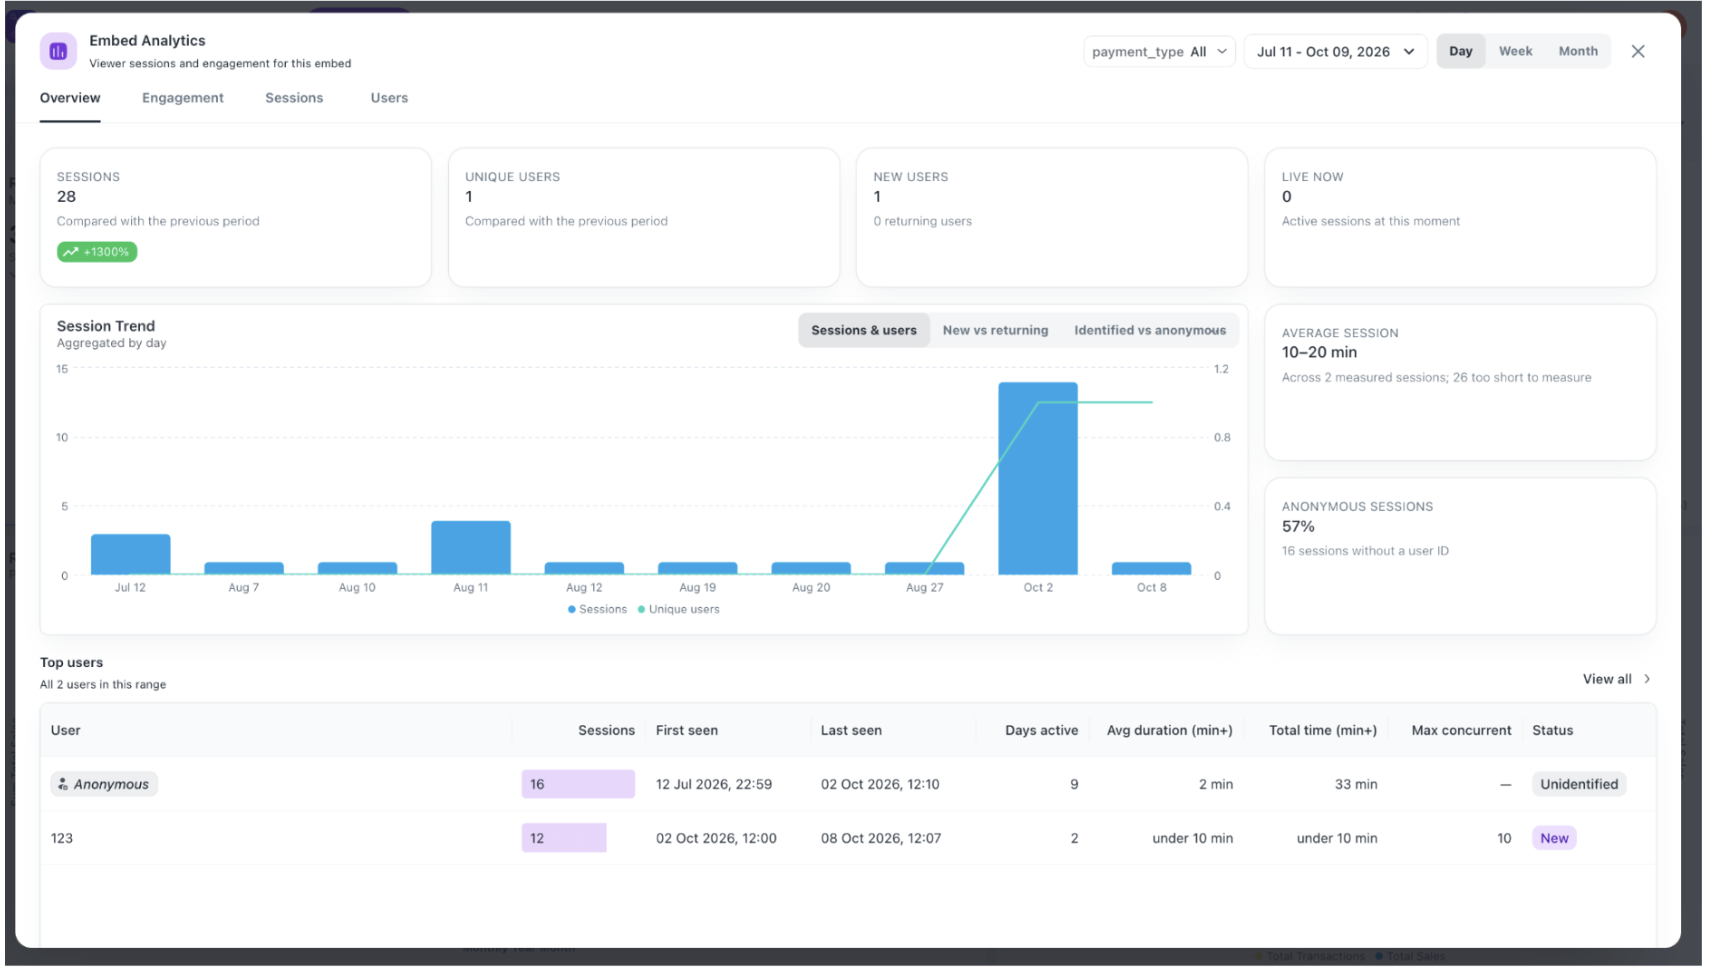 Embed Analytics
Viewer sessions and engagement for this embed
payment_type All
Jul 11 - Oct 09, 2026
Day
Week
Month
Overview
Engagement
Sessions
Users
SESSIONS
28
Compared with the previous period
+1300%
UNIQUE USERS
1
Compared with the previous period
NEW USERS
1
0 returning users
LIVE NOW
0
Active sessions at this moment
Session Trend
Aggregated by day
Sessions & users
New vs returning
Identified vs anonymous
15
10
5
0
1.2
0.8
0.4
0
Jul 12
Aug 7
Aug 10
Aug 11
Aug 12
Aug 19
Aug 20
Aug 27
Oct 2
Oct 8
Sessions
Unique users
AVERAGE SESSION
10–20 min
Across 2 measured sessions; 26 too short to measure
ANONYMOUS SESSIONS
57%
16 sessions without a user ID
Top users
All 2 users in this range
View all
User Sessions First seen Last seen Days active Avg duration (min+) Total time (min+) Max concurrent Status
Anonymous 16 12 Jul 2026, 22:59 02 Oct 2026, 12:10 9 2 min 33 min — Unidentified
123 12 02 Oct 2026, 12:00 08 Oct 2026, 12:07 2 under 10 min under 10 min 10 New
Total Transactions
Total Sales